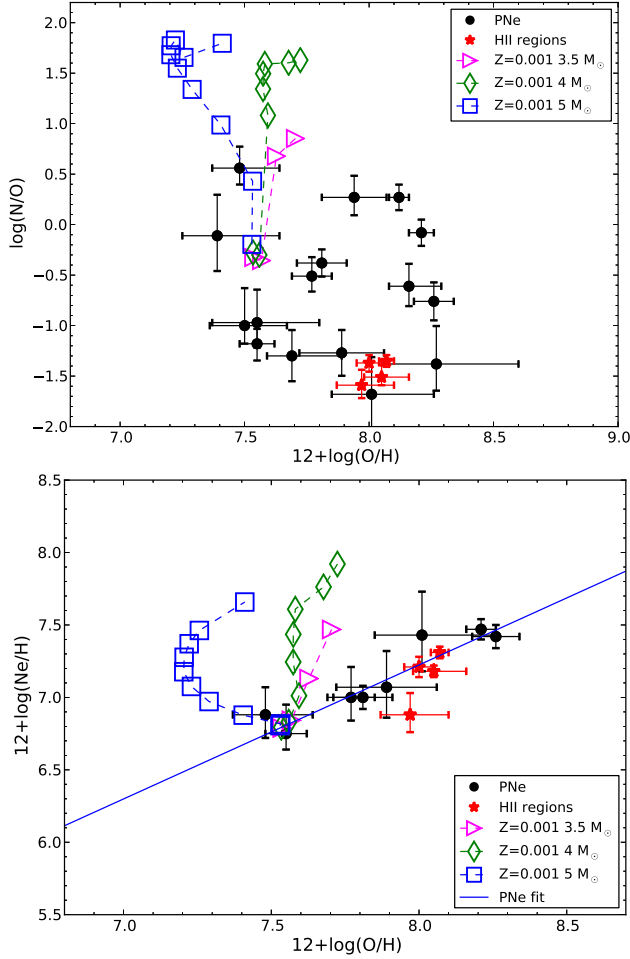 2.0
1.5
1.0
0.5
0.0
−0.5
−1.0
−1.5
−2.0
log(N/O)
PNe
HII regions
Z=0.001 3.5 M☉
Z=0.001 4 M☉
Z=0.001 5 M☉
7.0 7.5 8.0 8.5 9.0
12+log(O/H)
8.5
8.0
7.5
7.0
6.5
6.0
5.5
12+log(Ne/H)
PNe
HII regions
Z=0.001 3.5 M☉
Z=0.001 4 M☉
Z=0.001 5 M☉
PNe fit
7.0 7.5 8.0 8.5
12+log(O/H)